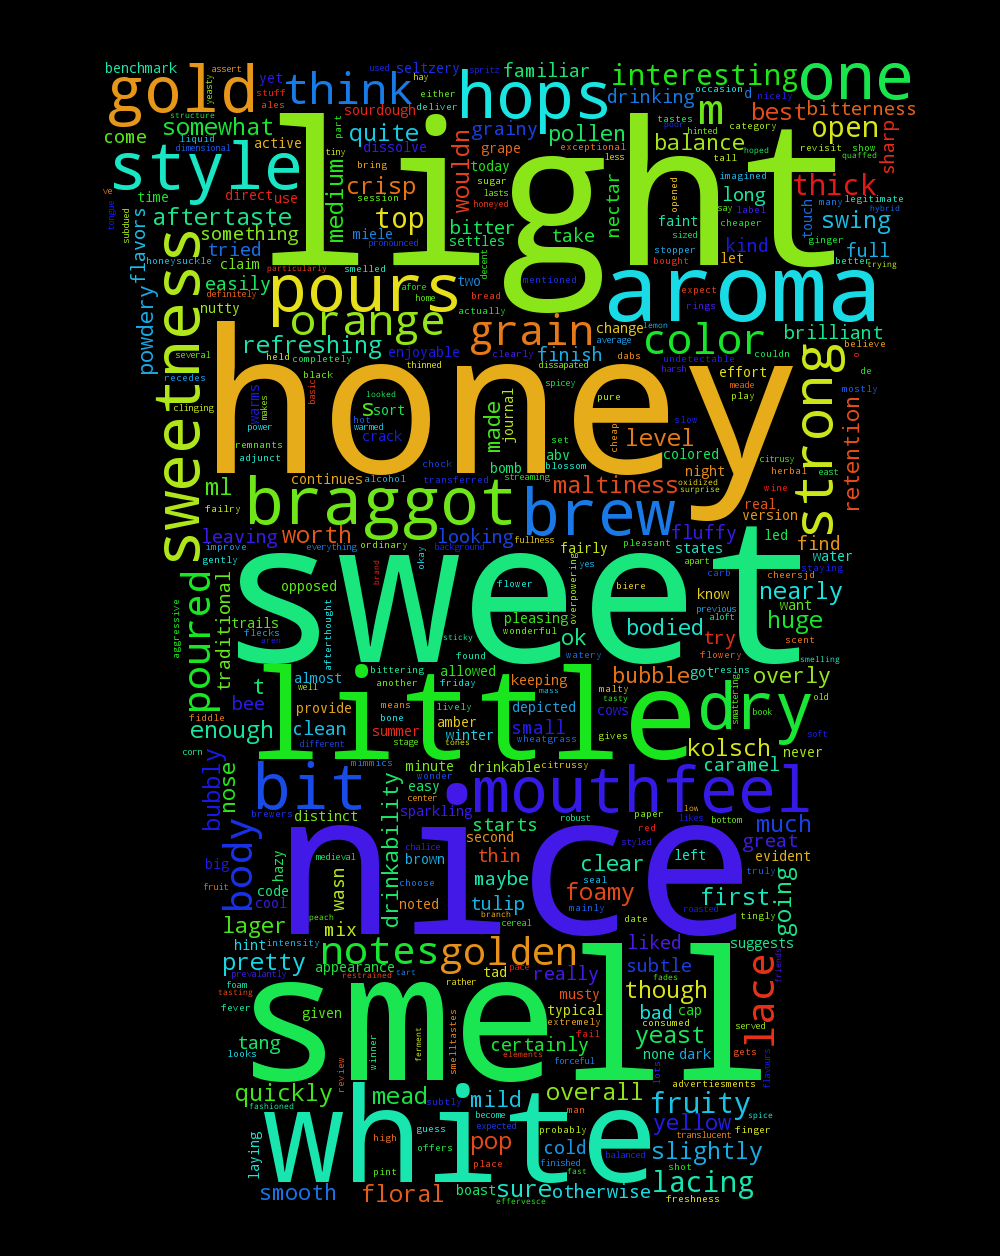 benchmark
assert
gold
yeasty
yet
stuff
ales
think
used
hay
seltzery
spritz
familiar
interesting
one
structure
come
somewhat
liquid
dimensional
active
sourdough
either
deliver
hops
drinking
occasion
d
nicely
m
best
bitterness
part
quite
grainy
grape
tastes
pollen
hinted
category
balance
open
revisit
show
quaffed
sharp
style
tiny
dissolve
wouldn
exceptional
less
tall
hoped
imagined
light
medium
bring
crisp
session
today
sugar
lasts
honeyed
nectar
opened
long
thick
ve
time
direct
use
tongue
subdued
flavors
aftertaste
something
top
bitter
settles
take
faint
sized
say
label
cheaper
touch
many
legitimate
hybrid
swing
tried
miele
pronounced
stopper
kind
ginger
full
better
honeysuckle
claim
particularly
smelled
two
decent
mentioned
bought
let
trying
powdery
sweetness
easily
definitely
nutty
pours
afore
home
actually
bread
aroma
expect
rings
orange
grain
change
lemon
color
brilliant
couldn
believe
refreshing
held
completely
enjoyable
thinned
clearly
finish
average
undetectable
o
several
recedes
black
dissapated
dabs
harsh
effort
meade
de
mostly
strong
honey
warms
basic
looked
spicey
pure
play
clinging
makes
sort
s
hot
warmed
made
journal
cheap
level
slow
power
crack
remnants
adjunct
chock
transferred
set
abv
blossom
colored
citrusy
herbal
east
retention
continues
alcohol
bomb
streaming
night
oxidized
surprise
wine
ml
failry
braggot
maltiness
real
version
brew
leaving
worth
looking
fullness
fluffy
led
find
improve
everything
ordinary
background
okay
fairly
pleasant
states
water
gently
yes
apart
staying
sweet
brand
overpowering
carb
cheersjd
poured
aggressive
traditional
opposed
flower
biere
know
previous
nearly
want
trails
flecks
aren
afterthought
pleasing
wonderful
aloft
huge
sticky
ok
bodied
try
scent
found
watery
flowery
smelling
t
almost
bittering
another
friday
allowed
keeping
mass
bubble
got
resins
overly
little
bee
well
malty
tasty
smattering
old
fiddle
provide
means
lively
depicted
cows
dry
book
enough
clean
summer
bone
amber
winter
small
wheatgrass
gives
soft
different
stage
tones
kolsch
never
corn
mimmics
minute
drinkable
citrussy
caramel
bubbly
nose
bit
wonder
easy
mouthfeel
center
brewers
distinct
drinkability
sparkling
robust
paper
low
likes
bottom
much
starts
red
styled
second
great
body
chalice
nice
medieval
brown
thin
clear
left
evident
big
hazy
seal
truly
fruit
code
choose
maybe
foamy
cool
wasn
noted
tulip
mainly
roasted
first
going
peach
branch
date
tingly
lager
mix
cereal
hint
intensity
notes
golden
liked
suggests
pretty
appearance
pace
tad
really
subtle
fades
lace
friends
prevalantly
restrained
tart
foam
tasting
rather
musty
though
fever
given
typical
bad
cap
extremely
consumed
served
smell
tang
ferment
fail
yeast
looks
winner
smelltastes
certainly
none
dark
gets
elements
forceful
lots
flavours
review
advertiesments
quickly
mead
subtly
mild
overall
fruity
fashioned
become
man
spice
white
guess
expected
probably
yellow
finger
translucent
laying
high
offers
pop
cold
balanced
slightly
place
finished
shot
pint
fast
smooth
floral
boast
sure
otherwise
lacing
effervesce
freshness